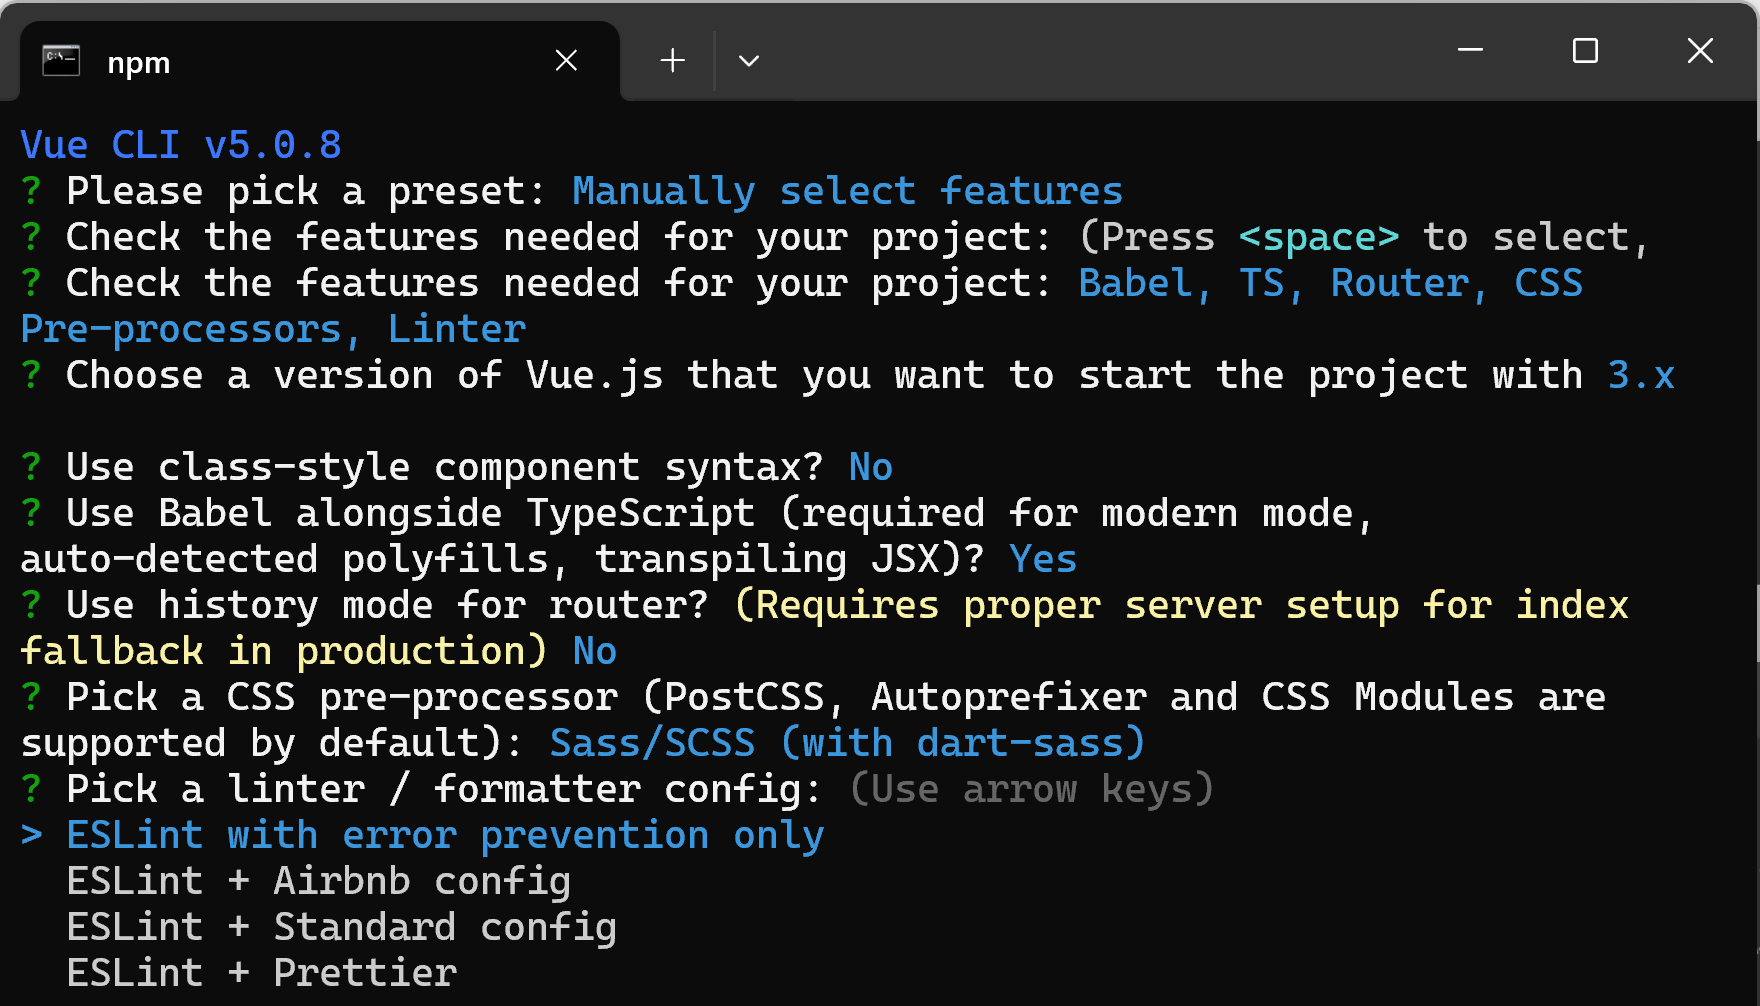 npm
Vue CLI v5.0.8
? Please pick a preset: Manually select features
? Check the features needed for your project: (Press <space> to select,
? Check the features needed for your project: Babel, TS, Router, CSS
Pre-processors, Linter
? Choose a version of Vue.js that you want to start the project with 3.x
? Use class-style component syntax? No
? Use Babel alongside TypeScript (required for modern mode,
auto-detected polyfills, transpiling JSX)? Yes
? Use history mode for router? (Requires proper server setup for index
fallback in production) No
? Pick a CSS pre-processor (PostCSS, Autoprefixer and CSS Modules are
supported by default): Sass/SCSS (with dart-sass)
? Pick a linter / formatter config: (Use arrow keys)
> ESLint with error prevention only
ESLint + Airbnb config
ESLint + Standard config
ESLint + Prettier